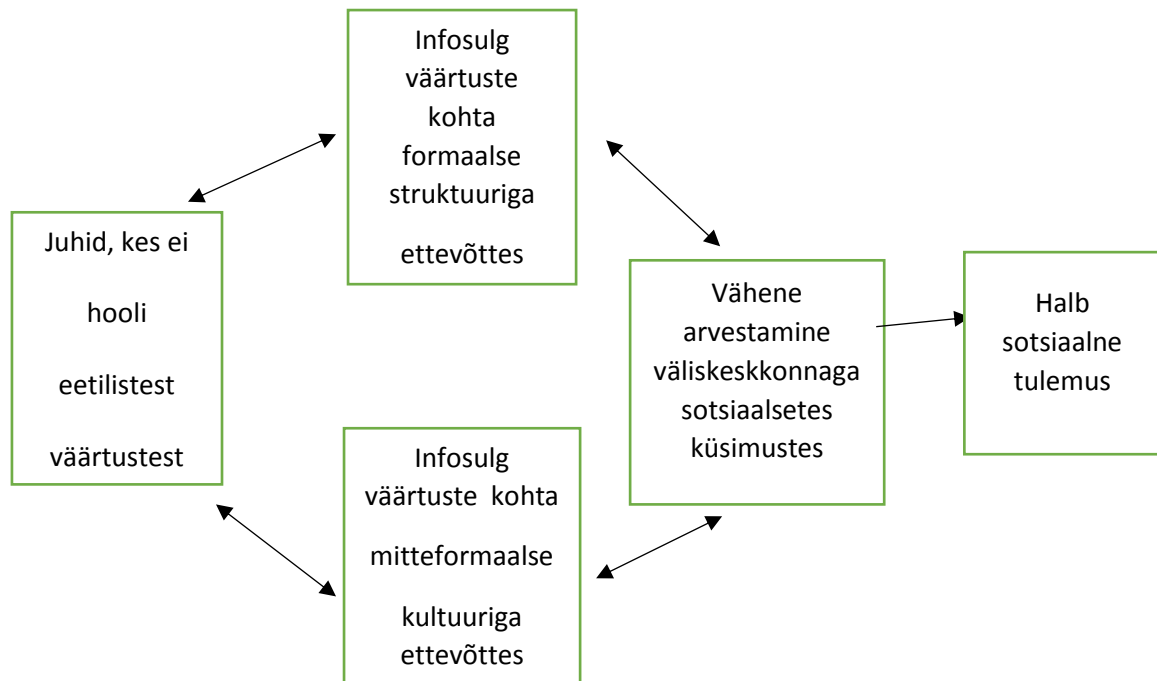 Infosulg
väärtuste
kohta
formaalse
struktuuriga
ettevõttes
Juhid, kes ei
hooli
eetilistest
väärtustest
Infosulg
väärtuste kohta
mitteformaalse
kultuuriga
ettevõttes
Vähene
arvestamine
väliskeskkonnaga
sotsiaalsetes
küsimustes
Halb
sotsiaalne
tulemus